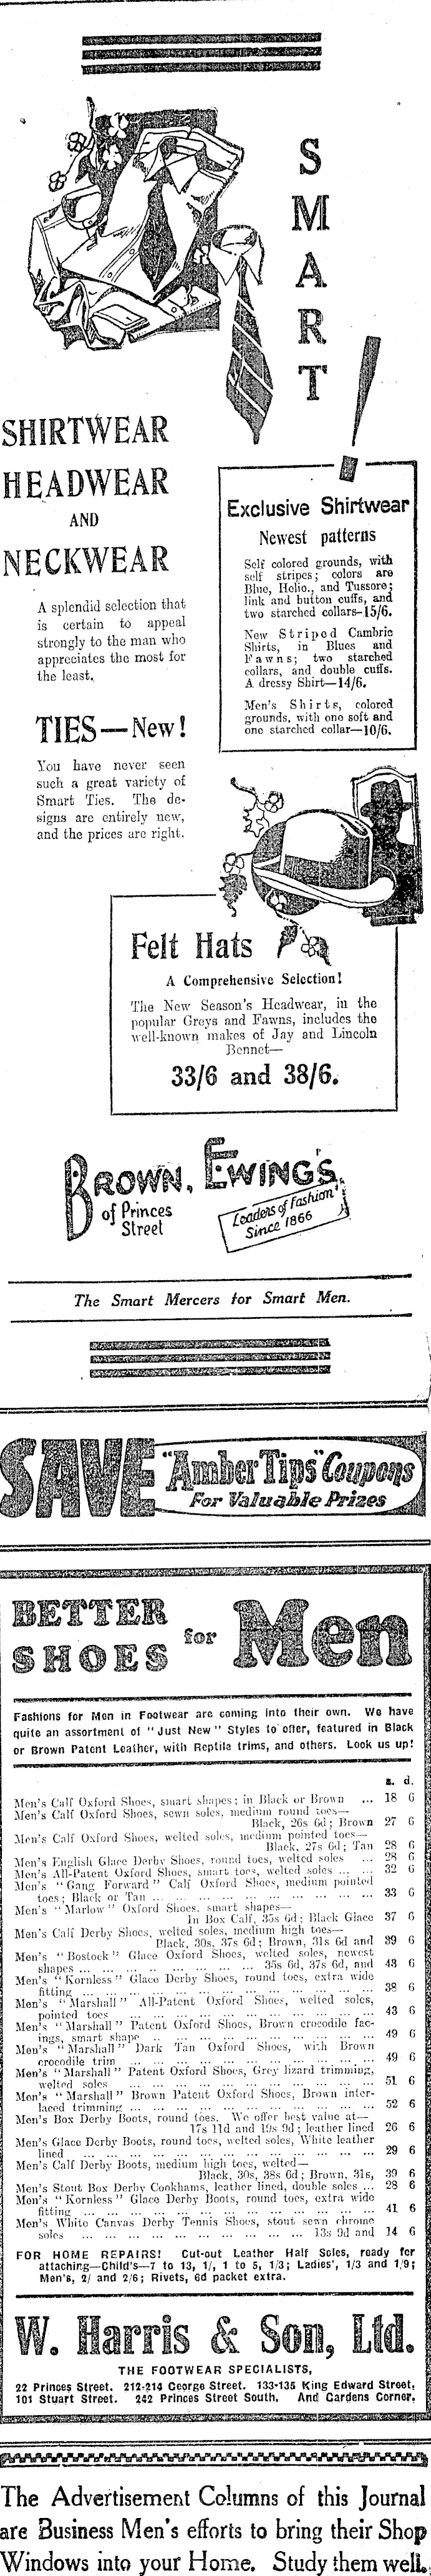 SMART!
SHIRTWEAR
HEADWEAR
AND
NECKWEAR
A splendid selection that
is certain to appeal
strongly to the man who
appreciates the most for
the least.
TIES—New!
You have never seen
such a great variety of
Smart Ties. The de-
signs are entirely new,
and the prices are right.
Exclusive Shirtwear
Newest patterns
Self colored grounds, with
self stripes; colors are
Blue, Helio., and Tussore;
link and button cuffs, and
two starched collars—15/6.
New Striped Cambric
Shirts, in Blues and
Fawns; two starched
collars, and double cuffs.
A dressy Shirt—14/6.
Men's Shirts, colored
grounds, with one soft and
one starched collar—10/6.
Felt Hats
A Comprehensive Selection!
The New Season's Headwear, in the
popular Greys and Fawns, includes the
well-known makes of Jay and Lincoln
Bennet—
33/6 and 38/6.
BROWN, EWING'S,
of Princes
Street
Leaders of Fashion
Since 1866
The Smart Mercers for Smart Men.
SAVE "Amber Tips" Coupons
For Valuable Prizes
BETTER
SHOES for Men
Fashions for Men in Footwear are coming into their own. We have
quite an assortment of "Just New" Styles to offer, featured in Black
or Brown Patent Leather, with Reptile trims, and others. Look us up!
s. d.
Men's Calf Oxford Shoes, smart shapes; in Black or Brown ... 18 6
Men's Calf Oxford Shoes, sewn soles, medium round toes—
Black, 26s 6d; Brown 27 6
Men's Calf Oxford Shoes, welted soles, medium pointed toes—
Black, 27s 6d; Tan 28 6
Men's English Glace Derby Shoes, round toes, welted soles ... 28 6
Men's All-Patent Oxford Shoes, smart toes, welted soles ... ... 32 6
Men's "Gang Forward" Calf Oxford Shoes, medium pointed
toes; Black or Tan ... ... ... ... ... ... ... ... 33 6
Men's "Marlow" Oxford Shoes, smart shapes—
In Box Calf, 35s 6d; Black Glace 37 6
Men's Calf Derby Shoes, welted soles, medium high toes—
Black, 30s, 37s 6d; Brown, 31s 6d and 39 6
Men's "Bostock" Glace Oxford Shoes, welted soles, newest
shapes ... ... ... ... ... ... 35s 6d, 37s 6d, and 43 6
Men's "Kornless" Glace Derby Shoes, round toes, extra wide
fitting ... ... ... ... ... ... ... ... ... 38 6
Men's "Marshall" All-Patent Oxford Shoes, welted soles,
pointed toes ... ... ... ... ... ... ... ... 43 6
Men's "Marshall" Patent Oxford Shoes, Brown crocodile fac-
ings, smart shape ... ... ... ... ... ... ... 49 6
Men's "Marshall" Dark Tan Oxford Shoes, with Brown
crocodile trim ... ... ... ... ... ... ... ... 49 6
Men's "Marshall" Patent Oxford Shoes, Grey lizard trimming,
welted soles ... ... ... ... ... ... ... ... 51 6
Men's "Marshall" Brown Patent Oxford Shoes, Brown inter-
laced trimming ... ... ... ... ... ... ... ... 52 6
Men's Box Derby Boots, round toes. We offer best value at—
17s 11d and 19s 9d; leather lined 26 6
Men's Glace Derby Boots, round toes, welted soles, White leather
lined ... ... ... ... ... ... ... ... ... 29 6
Men's Calf Derby Boots, medium high toes, welted—
Black, 30s, 38s 6d; Brown, 31s, 39 6
Men's Stout Box Derby Cookhams, leather lined, double soles ... 28 6
Men's "Kornless" Glace Derby Boots, round toes, extra wide
fitting ... ... ... ... ... ... ... ... ... 41 6
Men's White Canvas Derby Tennis Shoes, stout sewn chrome
soles ... ... ... ... ... ... ... 13s 9d and 14 6
FOR HOME REPAIRS! Cut-out Leather Half Soles, ready for
attaching—Child's—7 to 13, 1/, 1 to 5, 1/3; Ladies', 1/3 and 1/9;
Men's, 2/ and 2/6; Rivets, 6d packet extra.
W. Harris & Son, Ltd.
THE FOOTWEAR SPECIALISTS,
22 Princes Street. 212-214 George Street. 133-135 King Edward Street,
101 Stuart Street. 242 Princes Street South, And Gardens Corner.
The Advertisement Columns of this Journal
are Business Men's efforts to bring their Shop
Windows into your Home. Study them well.